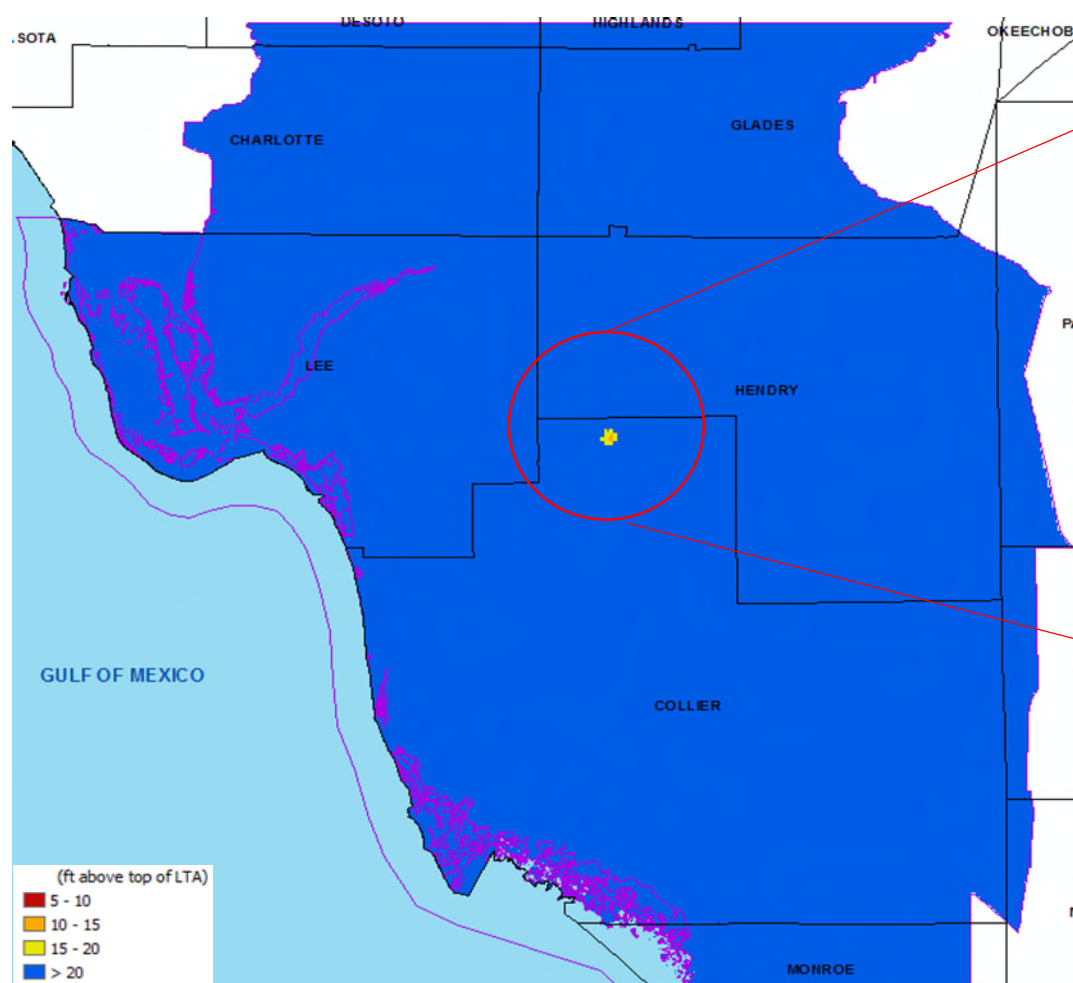 DESOTO
HIGHLANDS
SOTA
OKEECHOB
CHARLOTTE
GLADES
PA
LEE
HENDRY
GULF OF MEXICO
COLLIER
(ft above top of LTA)
5 - 10
10 - 15
15 - 20
> 20
MONROE